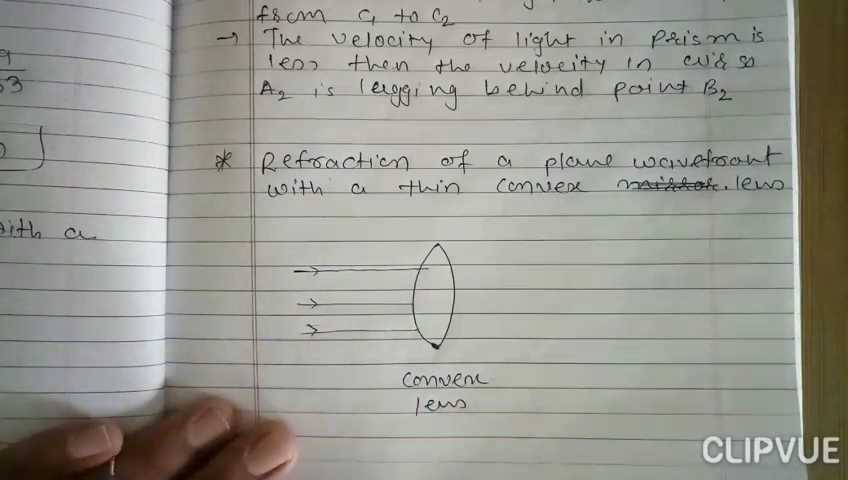 from C1 to C2
→ The velocity of light in prism is
less then the velocity in air so
A2 is legging behind point B2
* Refraction of a plane wavefront
with a thin convex lens
with a
convex
lens
CLIPVUE